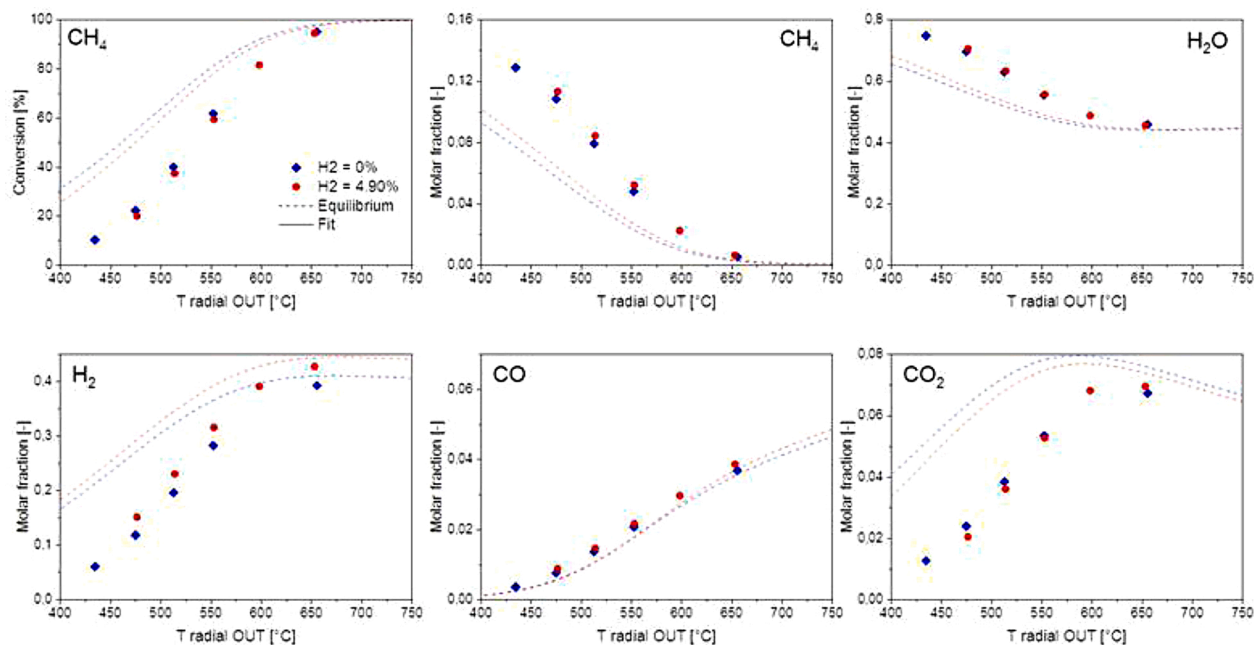 CH₄
Conversion [%]
100
80
60
40
20
0
H2 = 0%
H2 = 4.90%
Equilibrium
Fit
400 450 500 550 600 650 700 750
T radial OUT [°C]
CH₄
Molar fraction [-]
0,16
0,12
0,08
0,04
0,00
400 450 500 550 600 650 700 750
T radial OUT [°C]
H₂O
Molar fraction [-]
0,8
0,6
0,4
0,2
0,0
400 450 500 550 600 650 700 750
T radial OUT [°C]
H₂
Molar fraction [-]
0,4
0,3
0,2
0,1
0,0
400 450 500 550 600 650 700 750
T radial OUT [°C]
CO
Molar fraction [-]
0,06
0,04
0,02
0,00
400 450 500 550 600 650 700 750
T radial OUT [°C]
CO₂
Molar fraction [-]
0,08
0,06
0,04
0,02
0,00
400 450 500 550 600 650 700 750
T radial OUT [°C]